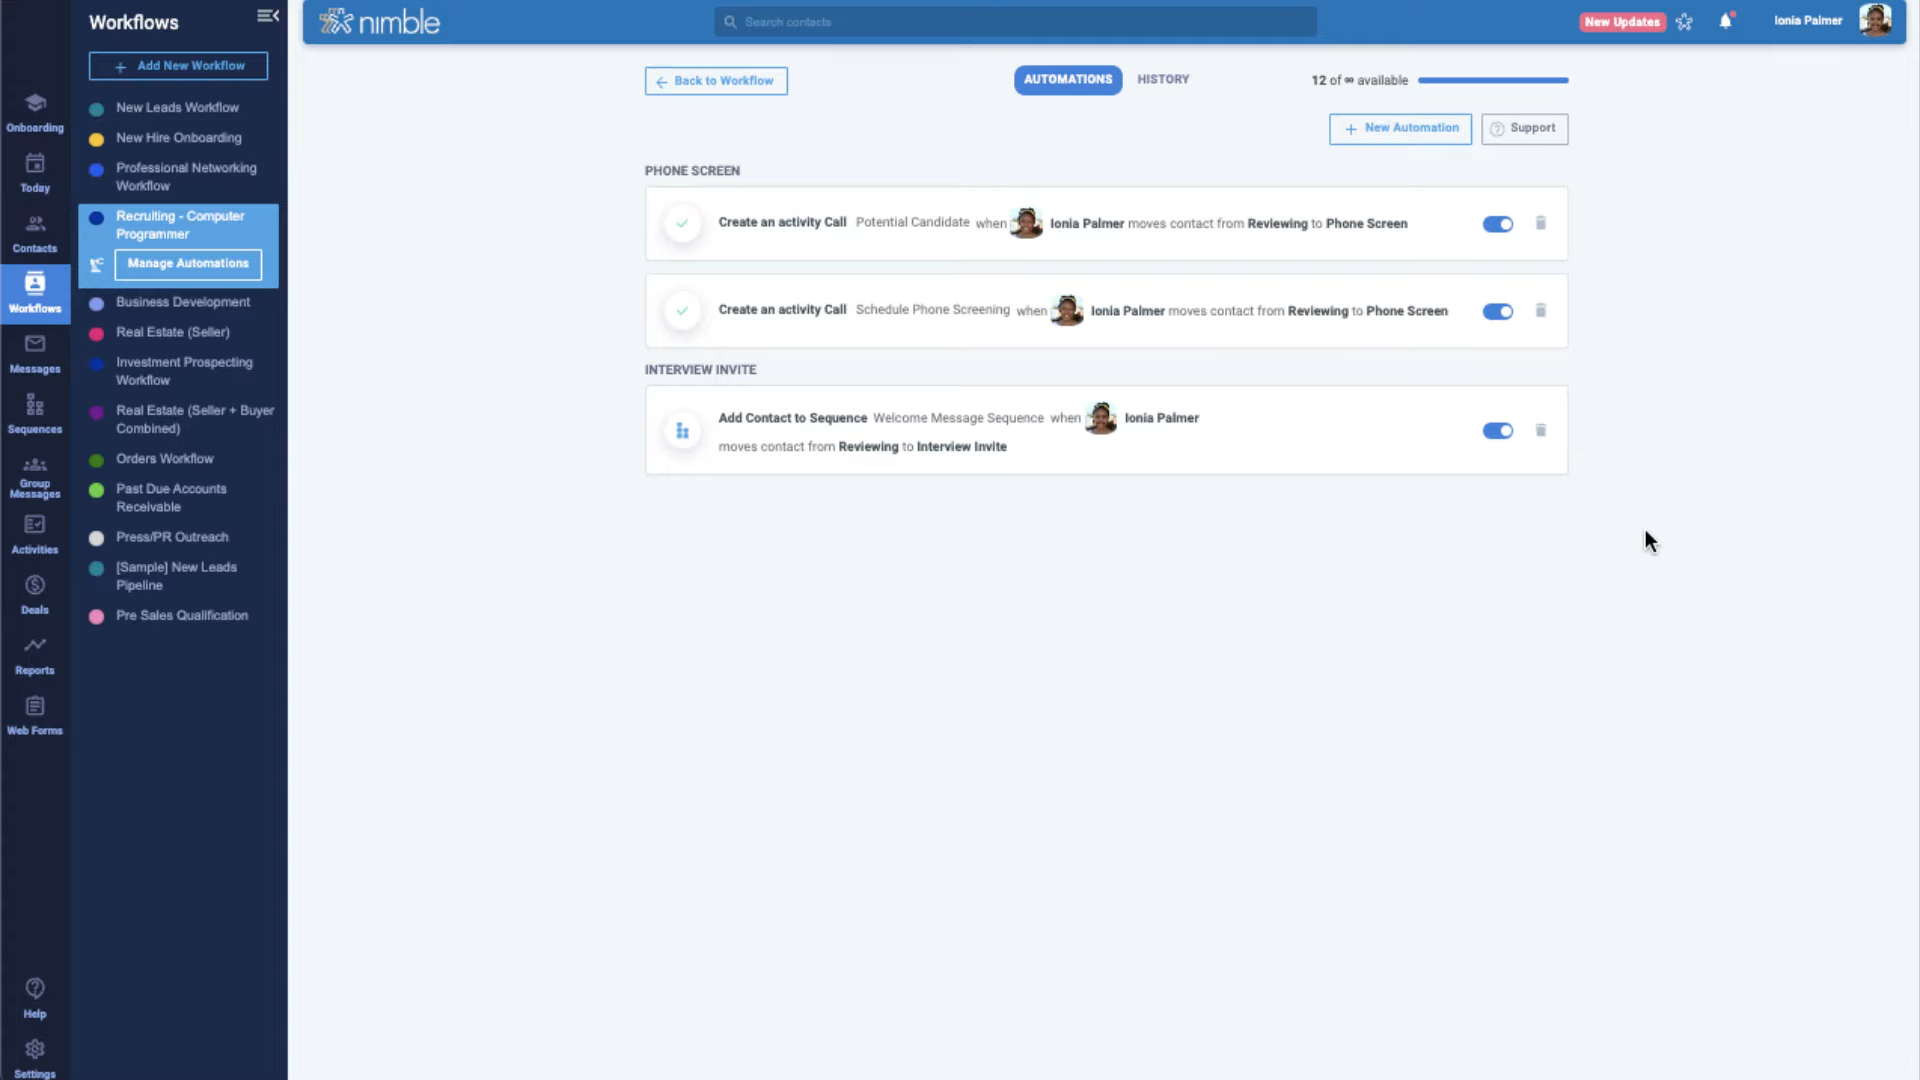 Workflows
Add New Workflow
Onboarding
Today
Contacts
Workflows
Messages
Sequences
Group
Messages
Activities
Deals
Reports
Web Forms
Help
Settings
New Leads Workflow
New Hire Onboarding
Professional Networking
Workflow
Recruiting - Computer
Programmer
Manage Automations
Business Development
Real Estate (Seller)
Investment Prospecting
Workflow
Real Estate (Seller + Buyer
Combined)
Orders Workflow
Past Due Accounts
Receivable
Press/PR Outreach
[Sample] New Leads
Pipeline
Pre Sales Qualification
nimble
Search contacts
New Updates
Ionia Palmer
Back to Workflow
AUTOMATIONS
HISTORY
12 of ∞ available
New Automation
Support
PHONE SCREEN
Create an activity Call Potential Candidate when Ionia Palmer moves contact from Reviewing to Phone Screen
Create an activity Call Schedule Phone Screening when Ionia Palmer moves contact from Reviewing to Phone Screen
INTERVIEW INVITE
Add Contact to Sequence Welcome Message Sequence when Ionia Palmer
moves contact from Reviewing to Interview Invite